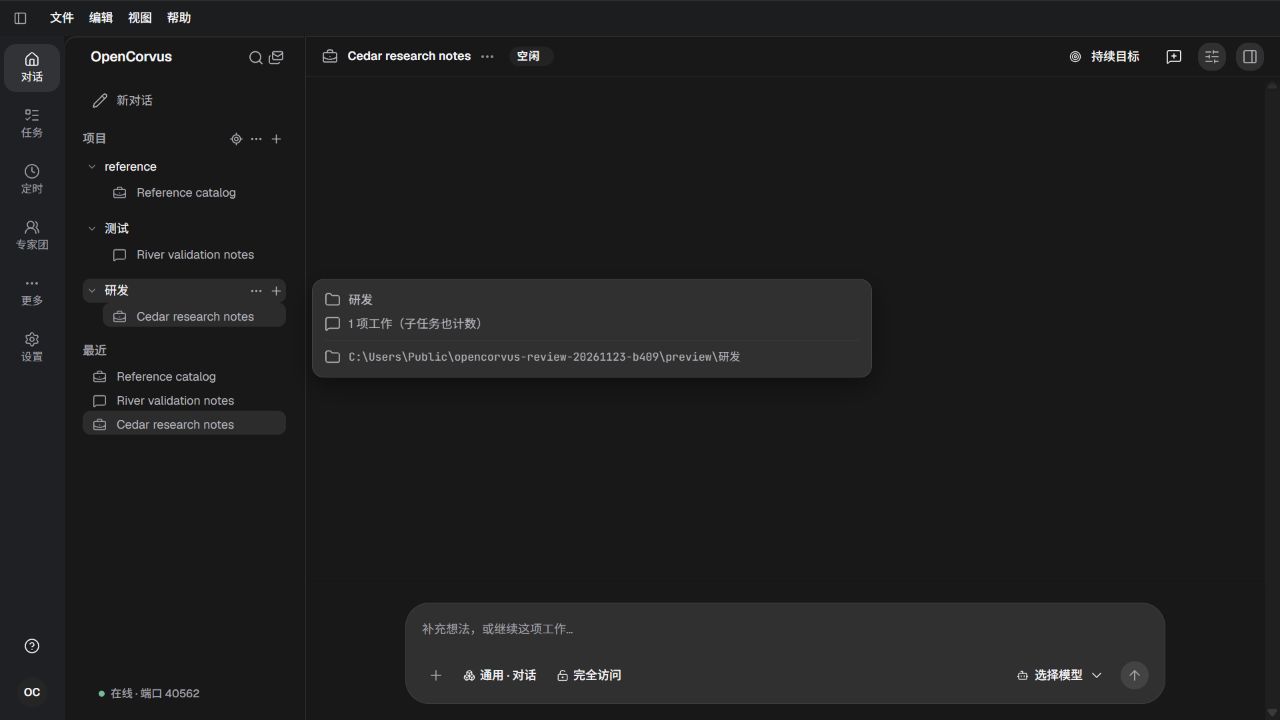 文件 编辑 视图 帮助
对话
任务
定时
专家团
更多
设置
OC
OpenCorvus
新对话
项目
reference
Reference catalog
测试
River validation notes
研发
Cedar research notes
最近
Reference catalog
River validation notes
Cedar research notes
在线 · 端口 40562
Cedar research notes 空闲 持续目标
研发
1 项工作（子任务也计数）
C:\Users\Public\opencorvus-review-20261123-b409\preview\研发
补充想法，或继续这项工作…
通用 · 对话 完全访问 选择模型